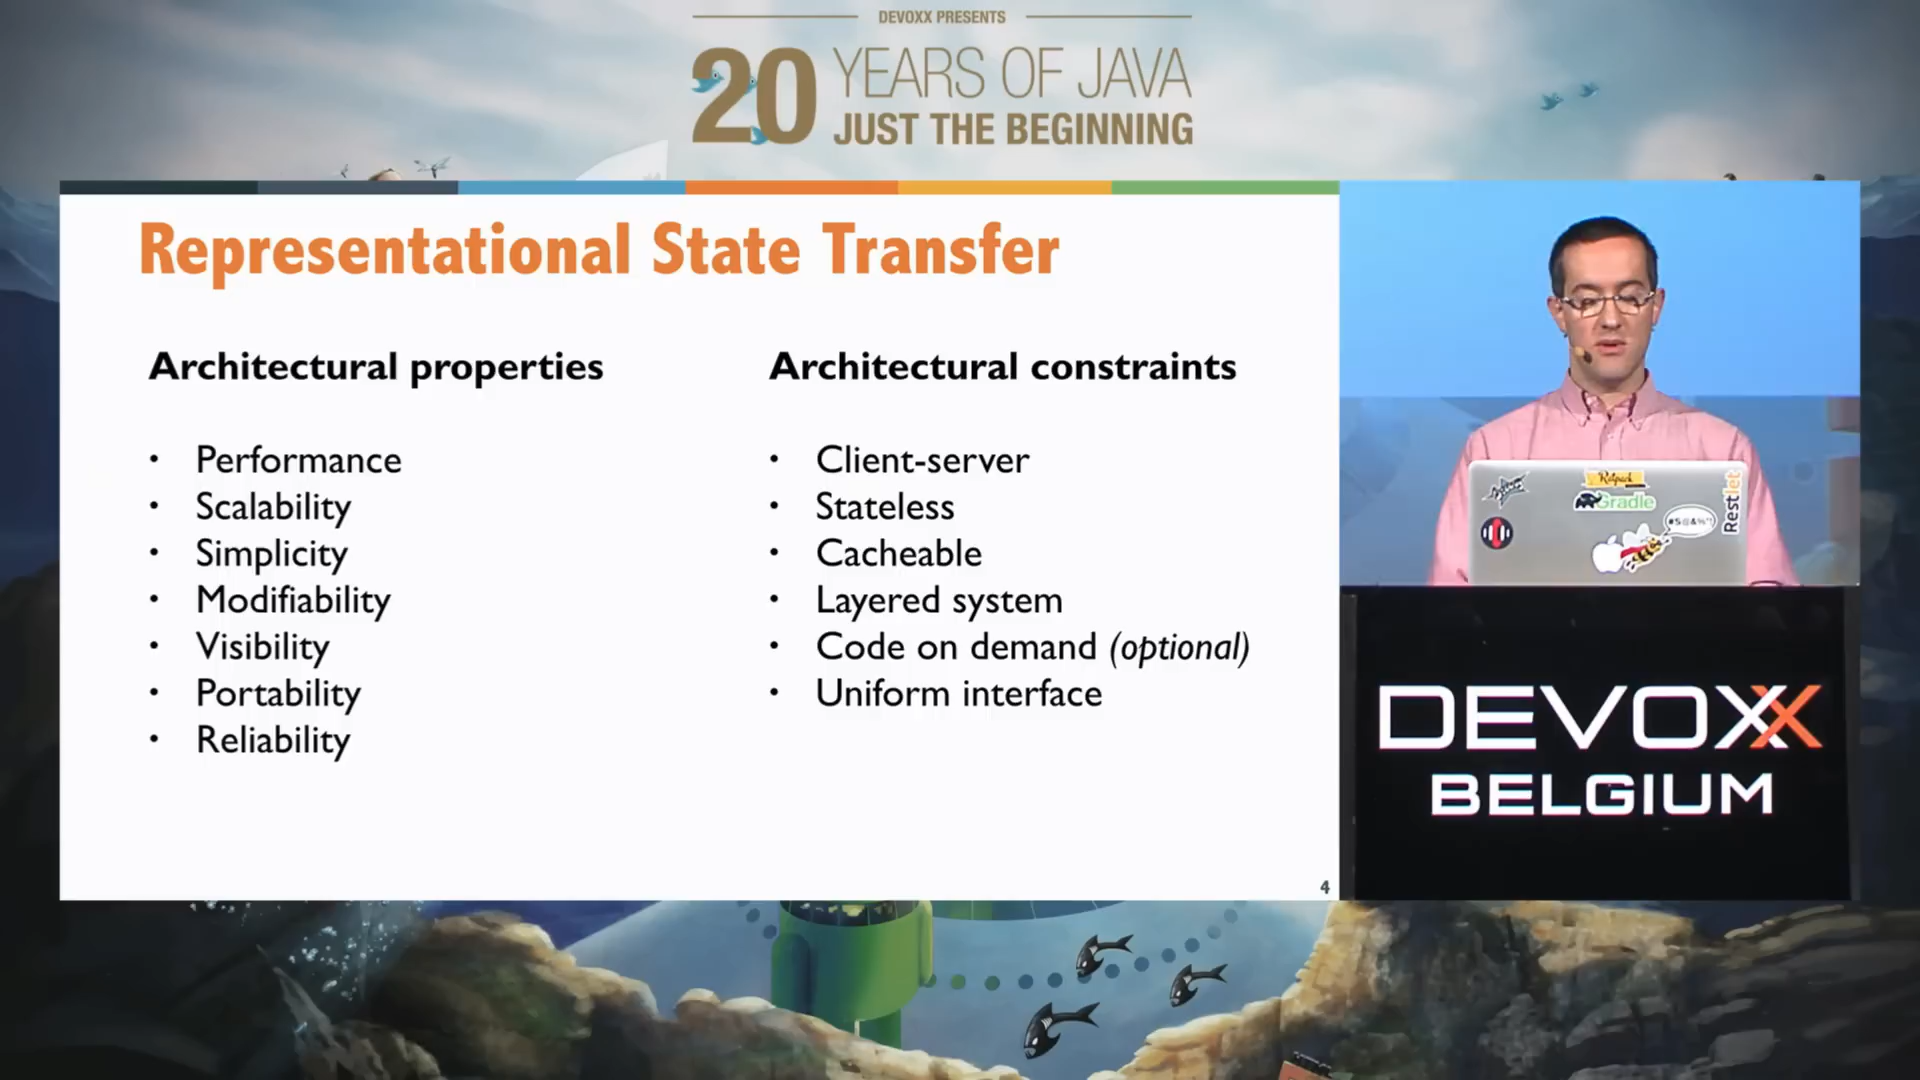 DEVOXX PRESENTS
20 YEARS OF JAVA
JUST THE BEGINNING
Representational State Transfer
Architectural properties
• Performance
• Scalability
• Simplicity
• Modifiability
• Visibility
• Portability
• Reliability
Architectural constraints
• Client-server
• Stateless
• Cacheable
• Layered system
• Code on demand (optional)
• Uniform interface
4
Ratpack
Gradle
#$@&%*!
Restlet
DEVOXX
BELGIUM